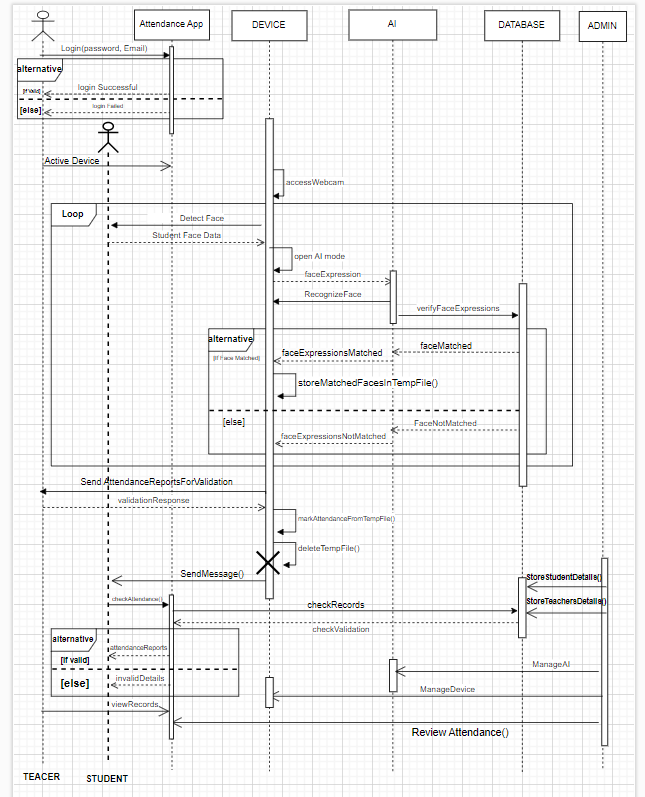 Attendance App
DEVICE
AI
DATABASE
ADMIN
Login(password, Email)
alternative
[if Valid]
login Successful
[else]
login Failed
Active Device
accessWebcam
Loop
Detect Face
Student Face Data
open AI mode
faceExpression
RecognizeFace
verifyFaceExpressions
alternative
[If Face Matched]
faceMatched
faceExpressionsMatched
storeMatchedFacesInTempFile()
[else]
FaceNotMatched
faceExpressionsNotMatched
Send AttendanceReportsForValidation
validationResponse
markAttendanceFromTempFile()
deleteTempFile()
SendMessage()
StoreStudentDetails()
checkAttendance()
checkRecords
StoreTeachersDetails()
checkValidation
alternative
attendanceReports
[if valid]
ManageAI
[else]
invalidDetails
ManageDevice
viewRecords
Review Attendance()
TEACER
STUDENT